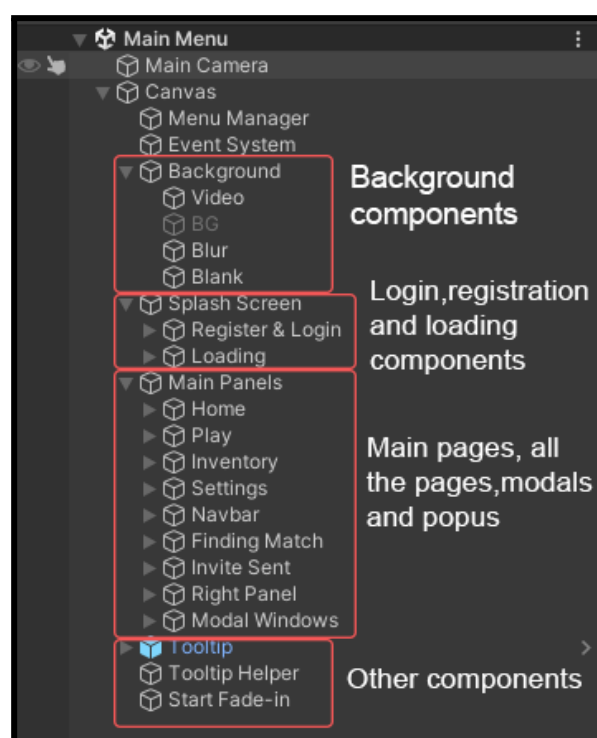 Main Menu
Main Camera
Canvas
Menu Manager
Event System
Background
Video
BG
Blur
Blank
Background
components
Splash Screen
Register & Login
Loading
Login,registration
and loading
components
Main Panels
Home
Play
Inventory
Settings
Navbar
Finding Match
Invite Sent
Right Panel
Modal Windows
Main pages, all
the pages,modals
and popus
Tooltip
Tooltip Helper
Start Fade-in
Other components